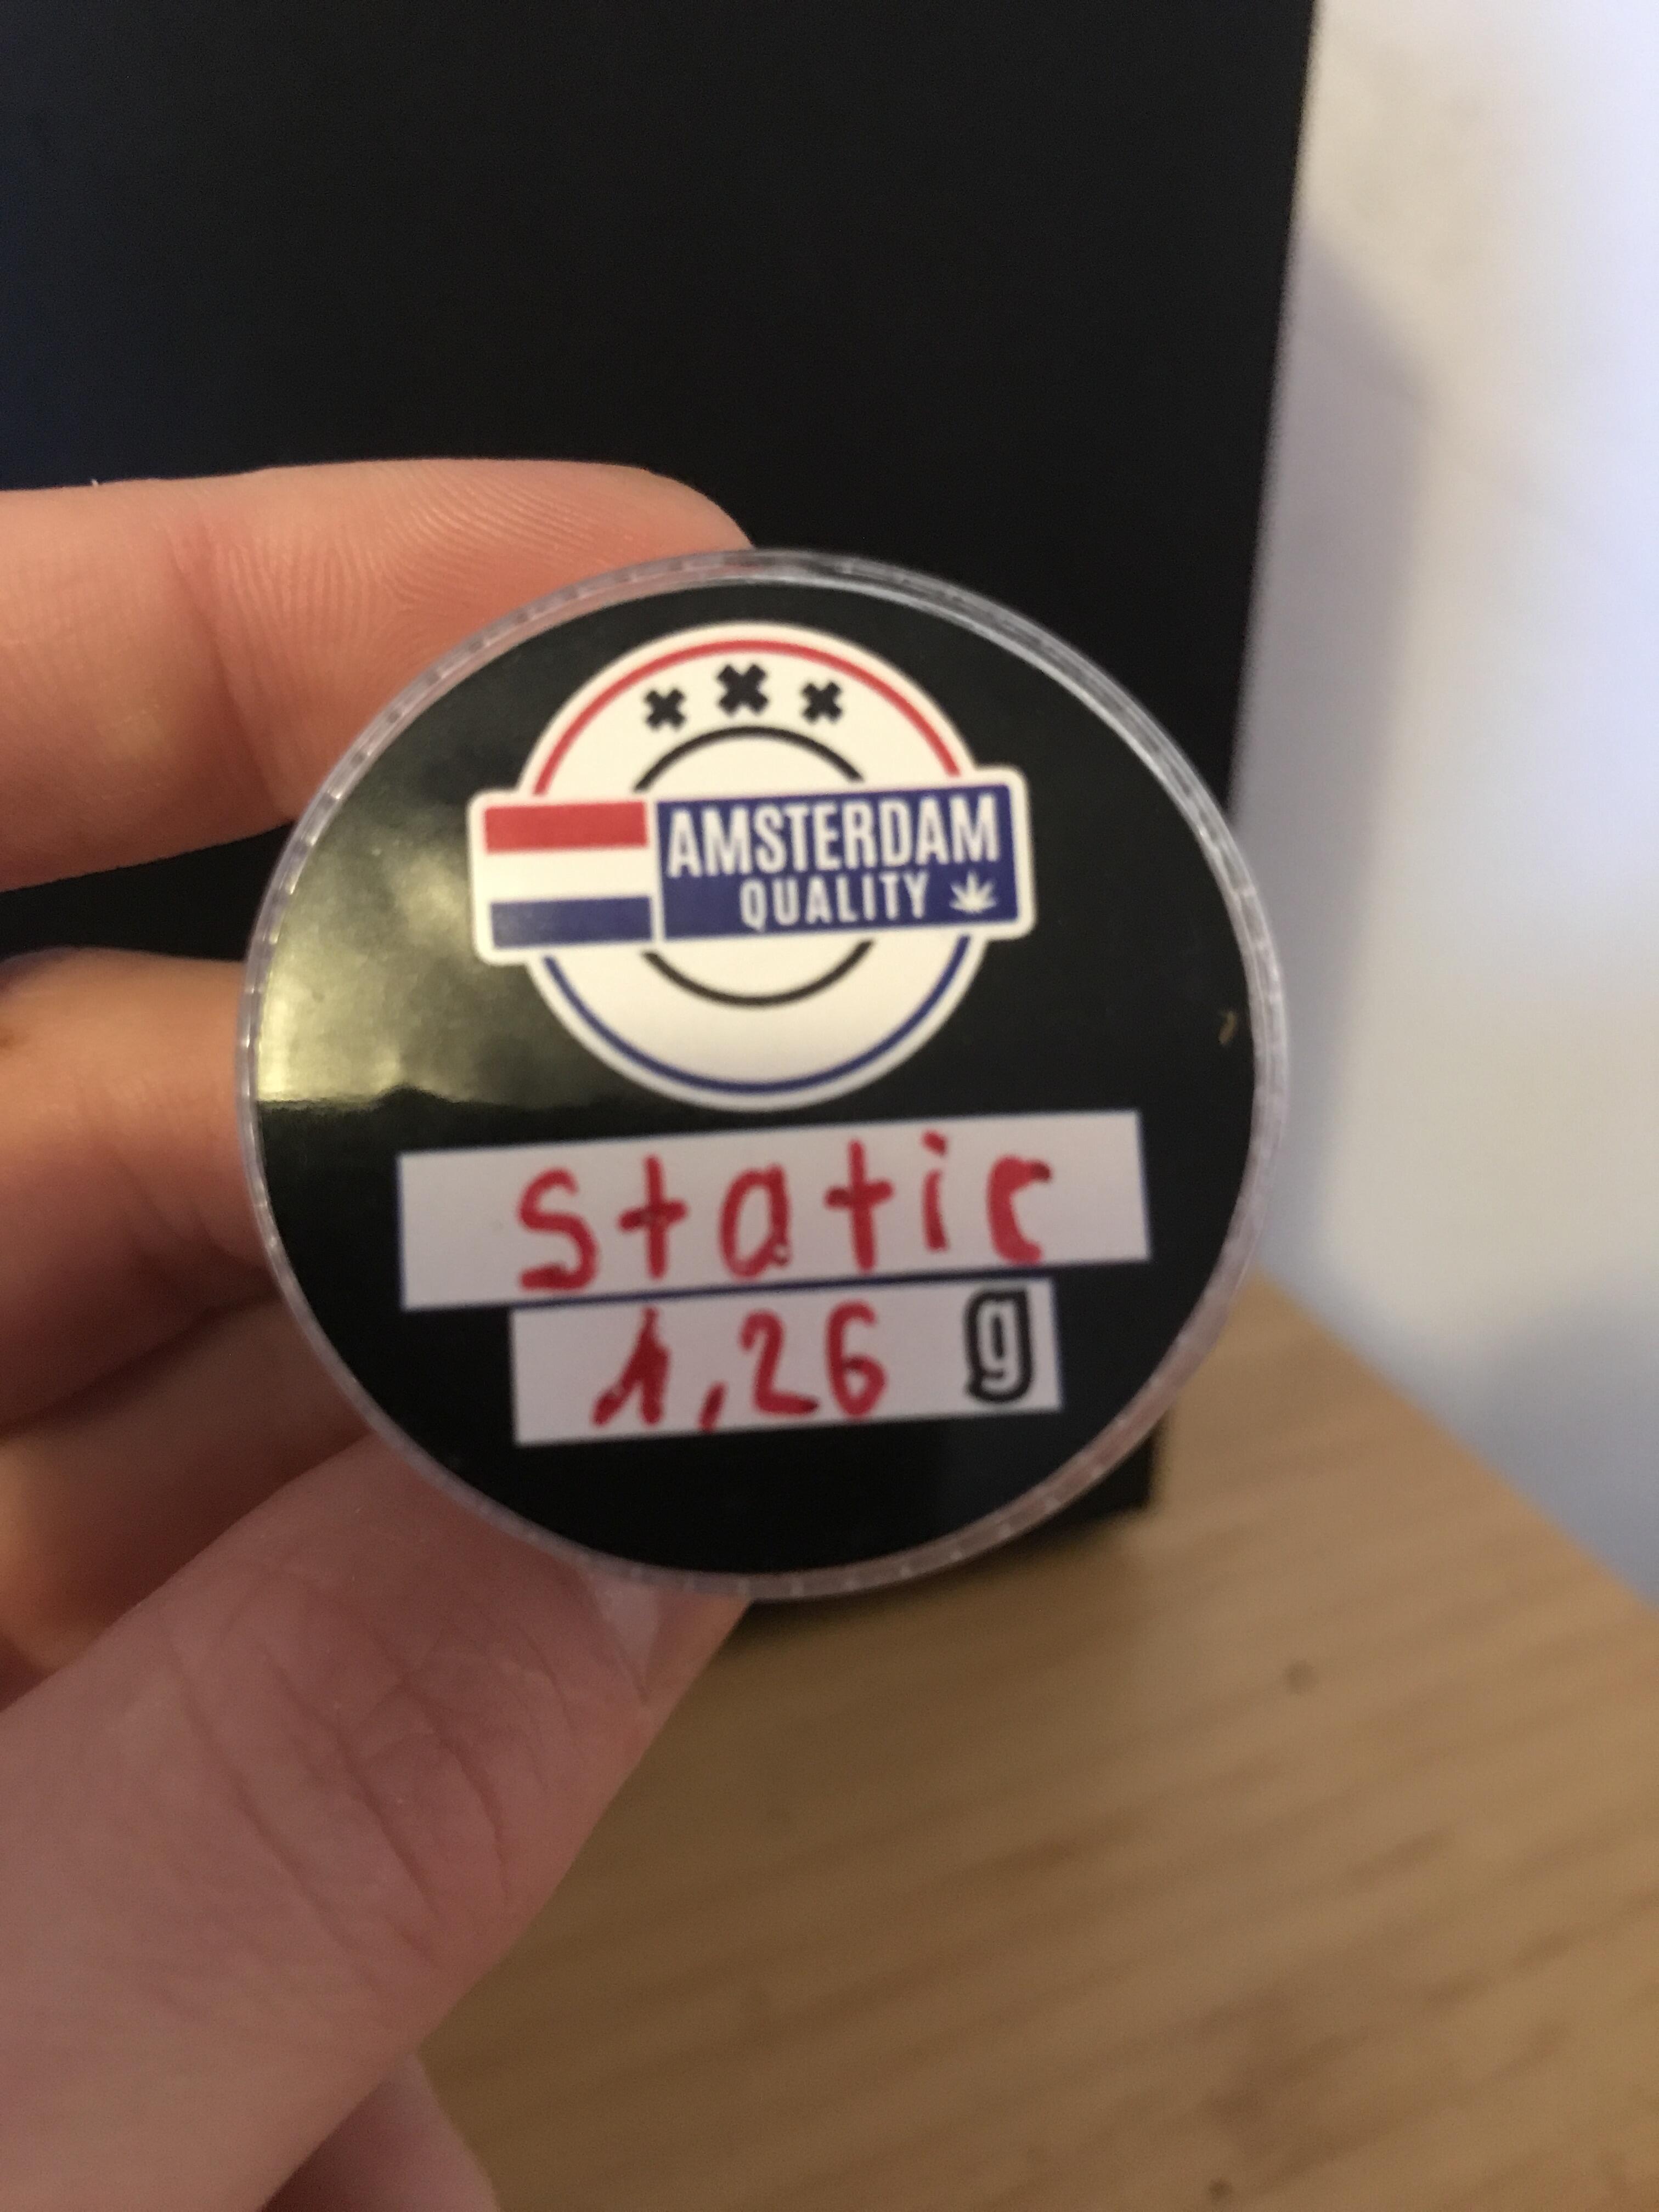 AMSTERDAM
QUALITY
static
1,26 g